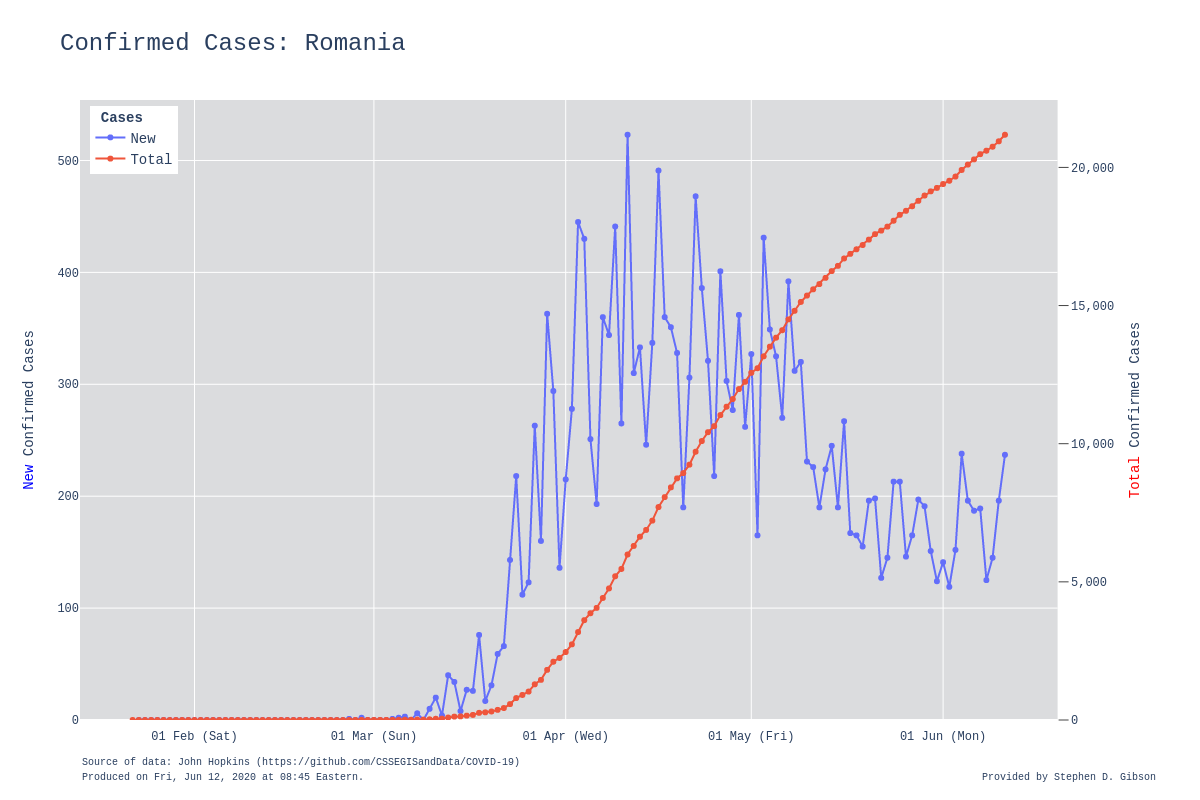 Confirmed Cases: Romania
Cases
New
Total
500
400
300
200
100
0
20,000
15,000
10,000
5,000
0
New Confirmed Cases
Total Confirmed Cases
01 Feb (Sat)
01 Mar (Sun)
01 Apr (Wed)
01 May (Fri)
01 Jun (Mon)
Source of data: John Hopkins (https://github.com/CSSEGISandData/COVID-19)
Produced on Fri, Jun 12, 2020 at 08:45 Eastern.
Provided by Stephen D. Gibson